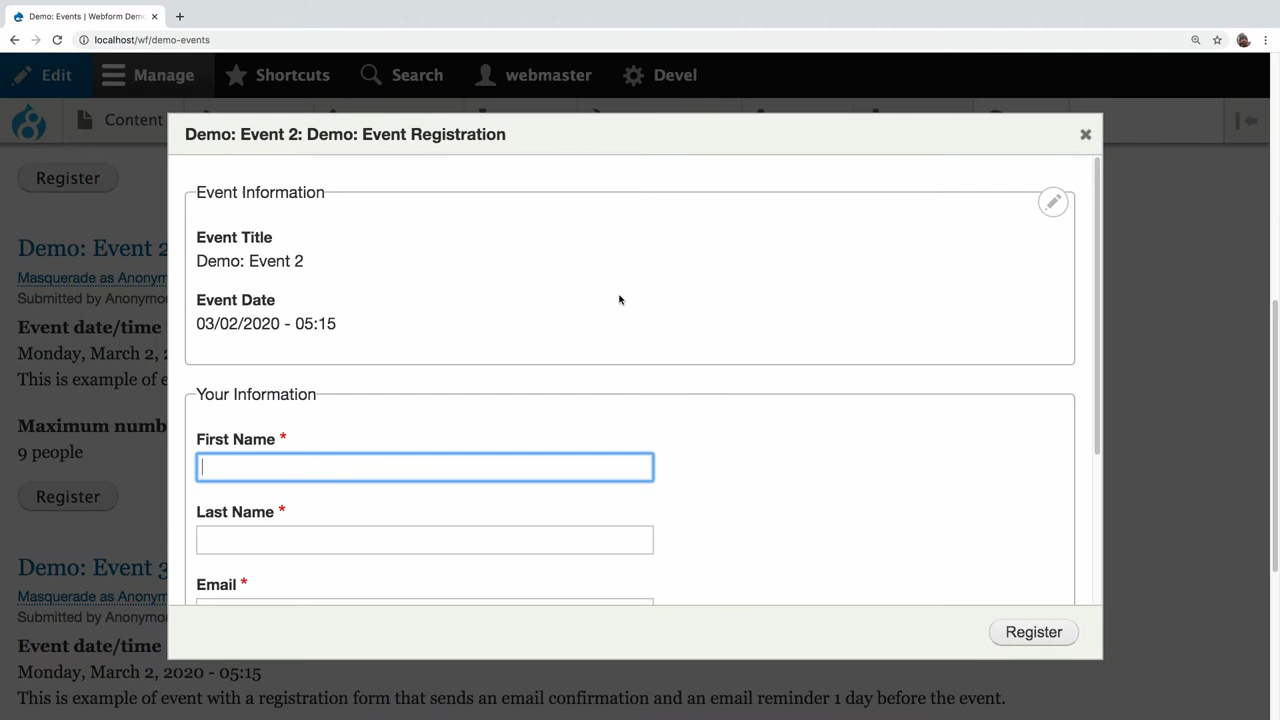 Demo: Events | Webform Demo
localhost/wf/demo-events
Edit
Manage
Shortcuts
Search
webmaster
Devel
Content
Demo: Event 2: Demo: Event Registration
Register
Event Information
Event Title
Demo: Event 2
Event Date
03/02/2020 - 05:15
Your Information
First Name *
Last Name *
Email *
Register
Demo: Event 2
Masquerade as Anonym
Submitted by Anonymo
Event date/time
Monday, March 2, 2
This is example of e
Maximum numb
9 people
Register
Demo: Event 3
Masquerade as Anonym
Submitted by Anonymo
Event date/time
Monday, March 2, 2020 - 05:15
This is example of event with a registration form that sends an email confirmation and an email reminder 1 day before the event.